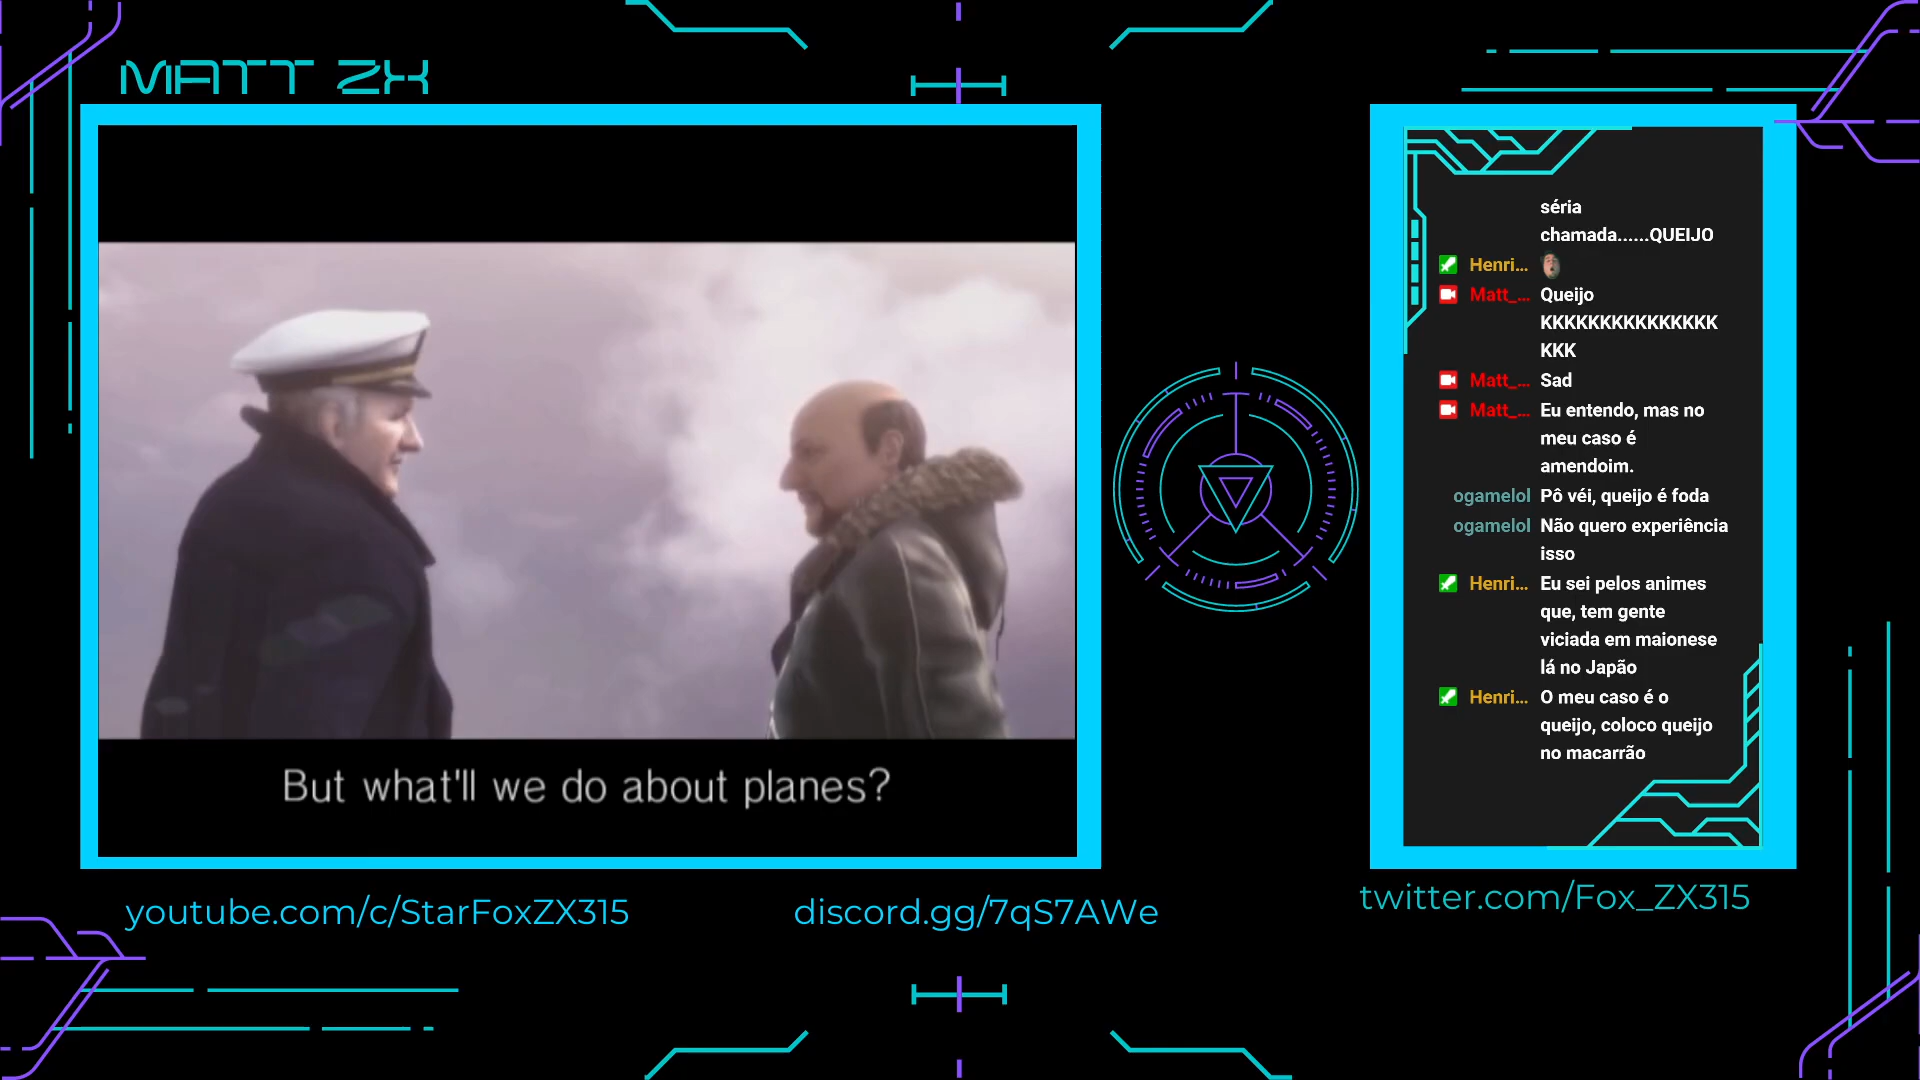 MATT ZX
But what'll we do about planes?
séria
chamada......QUEIJO
Henri...
Matt_... Queijo
KKKKKKKKKKKKKKK
KKK
Matt_... Sad
Matt_... Eu entendo, mas no
meu caso é
amendoim.
ogamelol Pô véi, queijo é foda
ogamelol Não quero experiência
isso
Henri... Eu sei pelos animes
que, tem gente
viciada em maionese
lá no Japão
Henri... O meu caso é o
queijo, coloco queijo
no macarrão
youtube.com/c/StarFoxZX315
discord.gg/7qS7AWe
twitter.com/Fox_ZX315